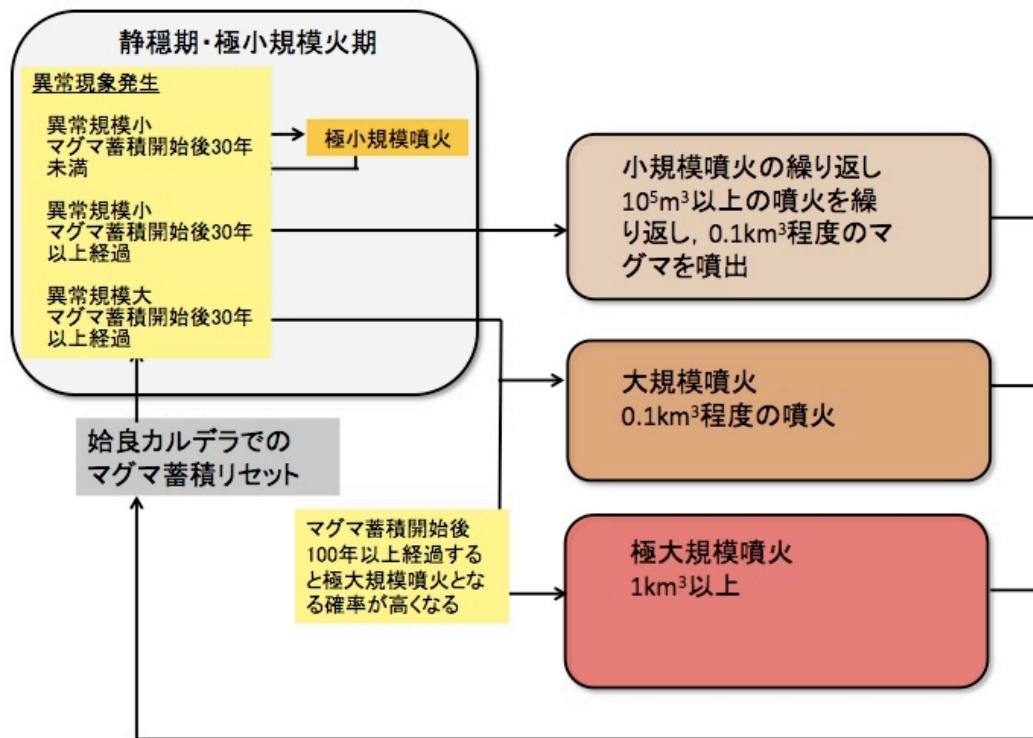 静穏期・極小規模火期
異常現象発生
異常規模小
マグマ蓄積開始後30年
未満
極小規模噴火
異常規模小
マグマ蓄積開始後30年
以上経過
異常規模大
マグマ蓄積開始後30年
以上経過
小規模噴火の繰り返し
10⁵m³以上の噴火を繰
り返し，0.1km³程度のマ
グマを噴出
大規模噴火
0.1km³程度の噴火
姶良カルデラでの
マグマ蓄積リセット
マグマ蓄積開始後
100年以上経過する
と極大規模噴火とな
る確率が高くなる
極大規模噴火
1km³以上